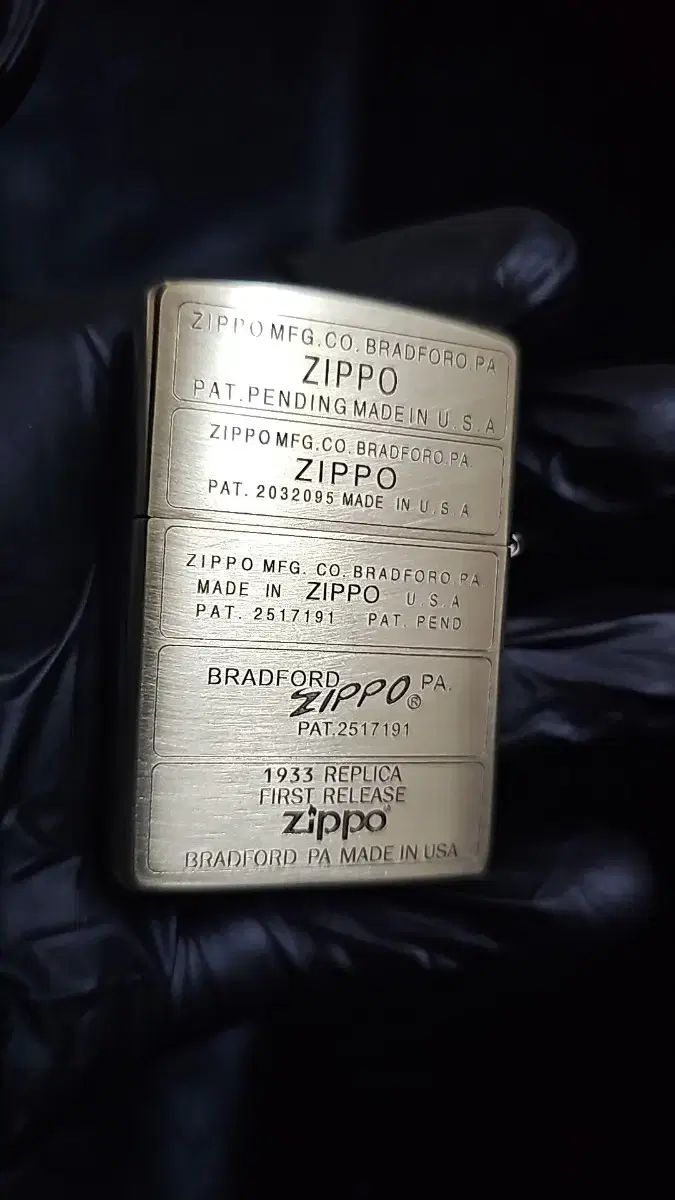 ZIPPO MFG.CO. BRADFORO.PA
ZIPPO
PAT.PENDING MADE IN U.S.A
ZIPPO MFG.CO. BRADFORO.PA.
ZIPPO
PAT. 2032095 MADE IN U.S.A
ZIPPO MFG. CO. BRADFORO. PA
MADE IN ZIPPO U.S.A
PAT. 2517191 PAT. PEND
BRADFORD ZIPPO® PA.
PAT.2517191
1933 REPLICA
FIRST RELEASE
zippo
BRADFORD PA MADE IN USA